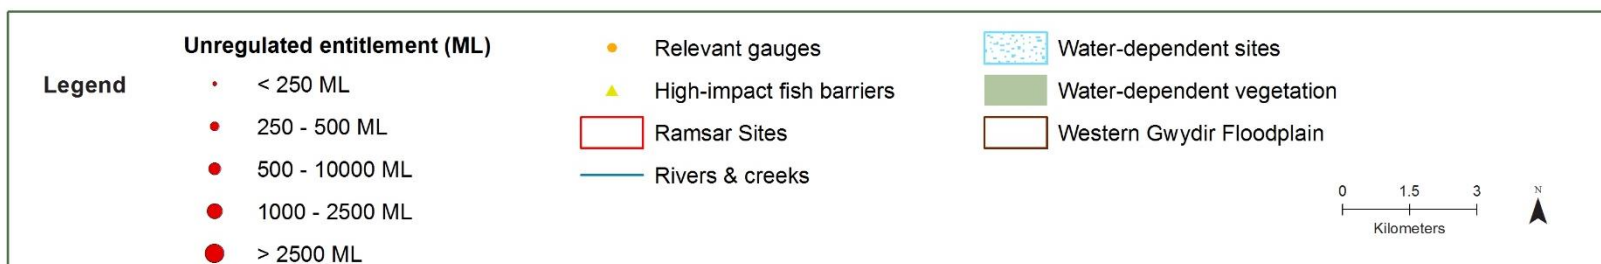 Legend
Unregulated entitlement (ML)
< 250 ML
250 - 500 ML
500 - 10000 ML
1000 - 2500 ML
> 2500 ML
Relevant gauges
High-impact fish barriers
Ramsar Sites
Rivers & creeks
Water-dependent sites
Water-dependent vegetation
Western Gwydir Floodplain
0 1.5 3
Kilometers
N